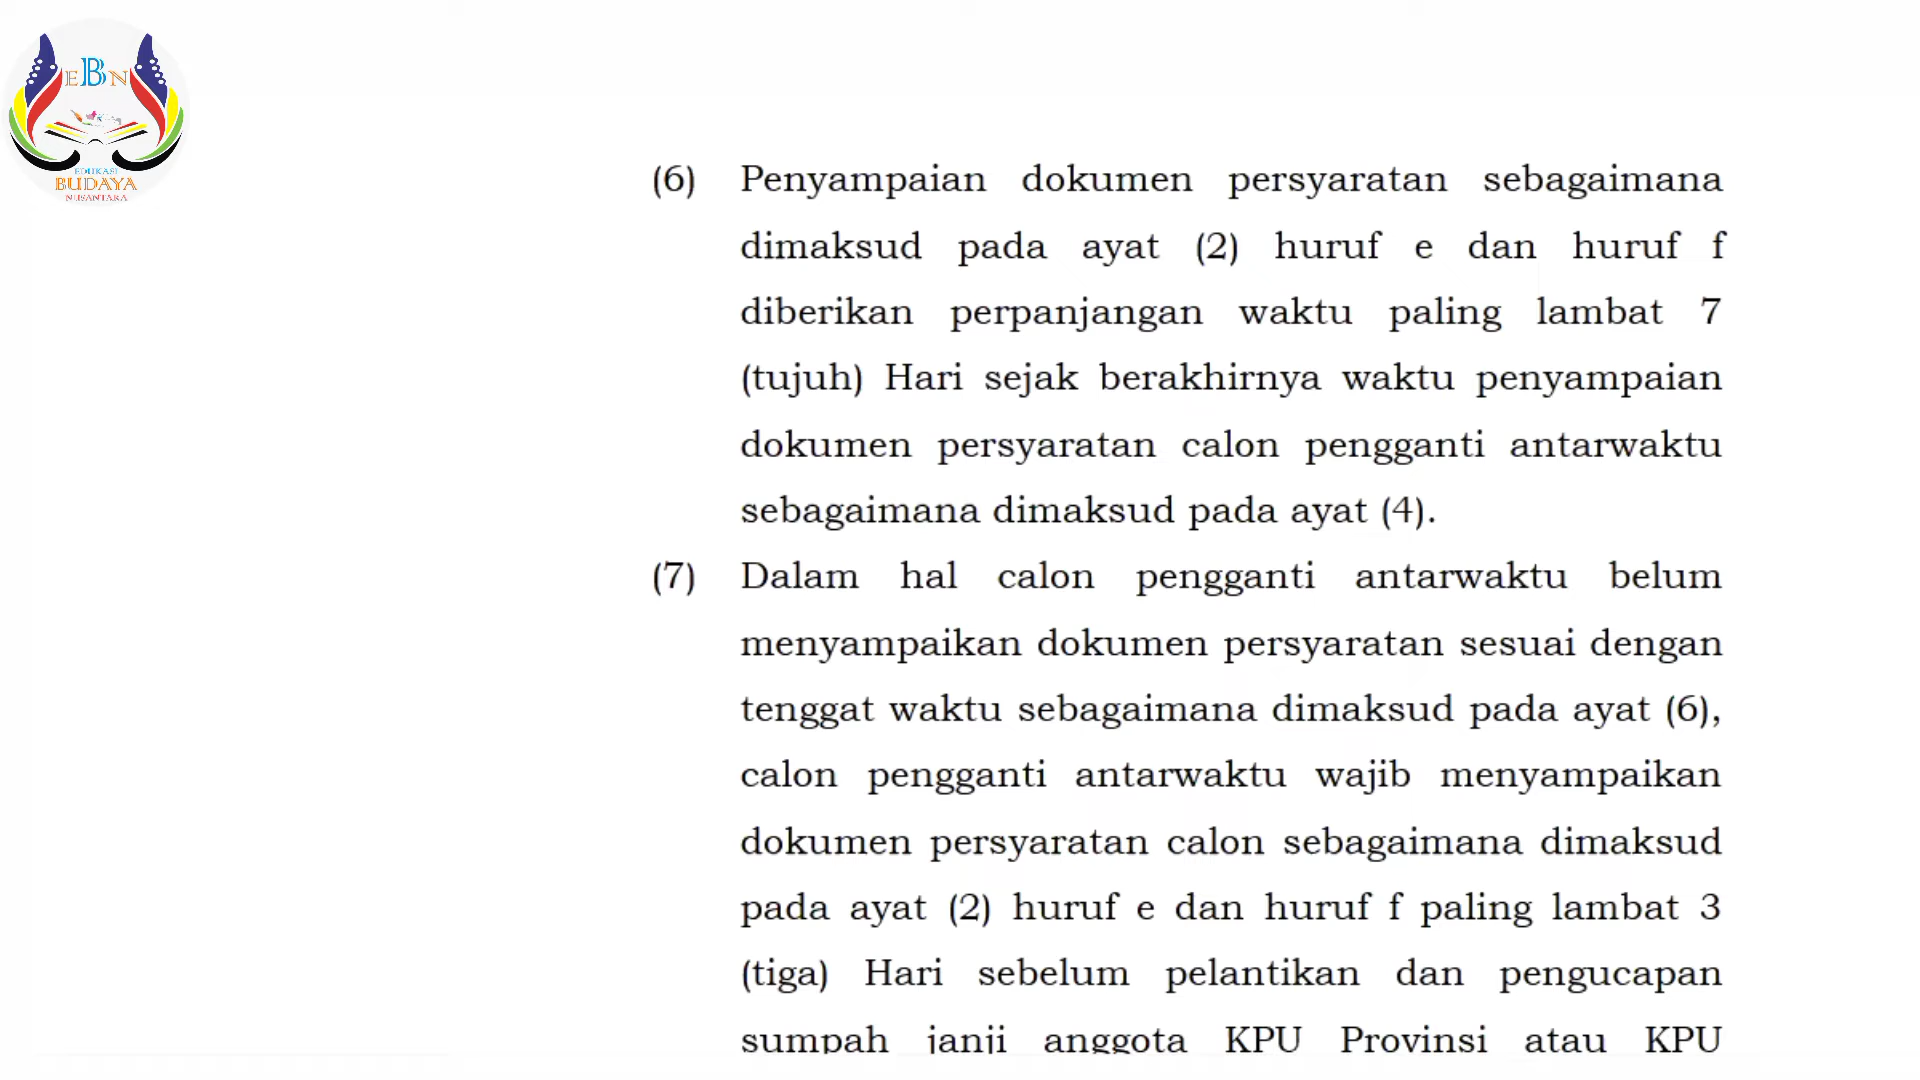 EBN
EDUKASI
BUDAYA
NUSANTARA
(6) Penyampaian dokumen persyaratan sebagaimana
dimaksud pada ayat (2) huruf e dan huruf f
diberikan perpanjangan waktu paling lambat 7
(tujuh) Hari sejak berakhirnya waktu penyampaian
dokumen persyaratan calon pengganti antarwaktu
sebagaimana dimaksud pada ayat (4).
(7) Dalam hal calon pengganti antarwaktu belum
menyampaikan dokumen persyaratan sesuai dengan
tenggat waktu sebagaimana dimaksud pada ayat (6),
calon pengganti antarwaktu wajib menyampaikan
dokumen persyaratan calon sebagaimana dimaksud
pada ayat (2) huruf e dan huruf f paling lambat 3
(tiga) Hari sebelum pelantikan dan pengucapan
sumpah janji anggota KPU Provinsi atau KPU